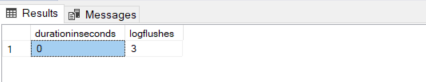 Results Messages
durationinseconds logflushes
1 0 3